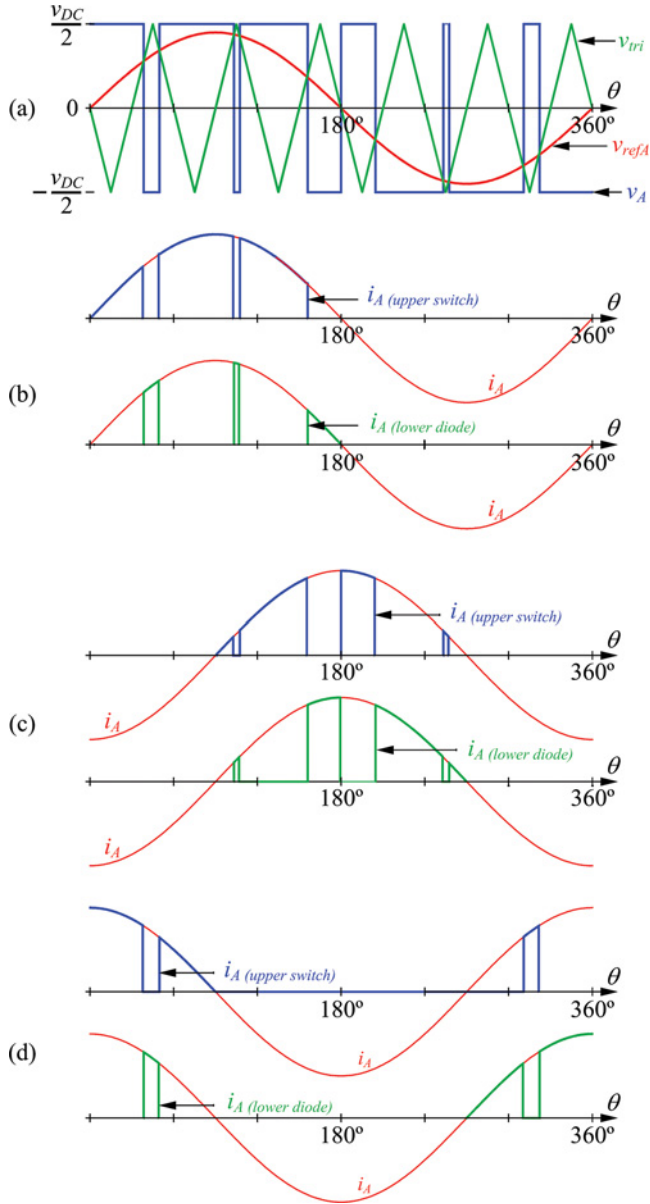 v_DC/2
v_tri
(a)
0
θ
180º
360º
v_refA
−v_DC/2
v_A
i_A (upper switch)
θ
180º
360º
i_A
(b)
i_A (lower diode)
θ
180º
360º
i_A
i_A (upper switch)
θ
180º
360º
i_A
(c)
i_A (lower diode)
θ
180º
360º
i_A
i_A (upper switch)
θ
180º
360º
i_A
(d)
i_A (lower diode)
θ
180º
360º
i_A